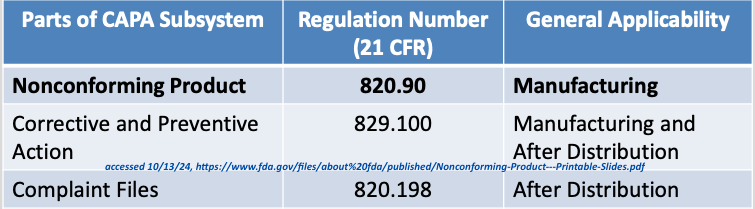 Parts of CAPA Subsystem Regulation Number General Applicability
(21 CFR)
Nonconforming Product 820.90 Manufacturing
Corrective and Preventive 829.100 Manufacturing and
Action After Distribution
accessed 10/13/24, https://www.fda.gov/files/about%20fda/published/Nonconforming-Product---Printable-Slides.pdf
Complaint Files 820.198 After Distribution